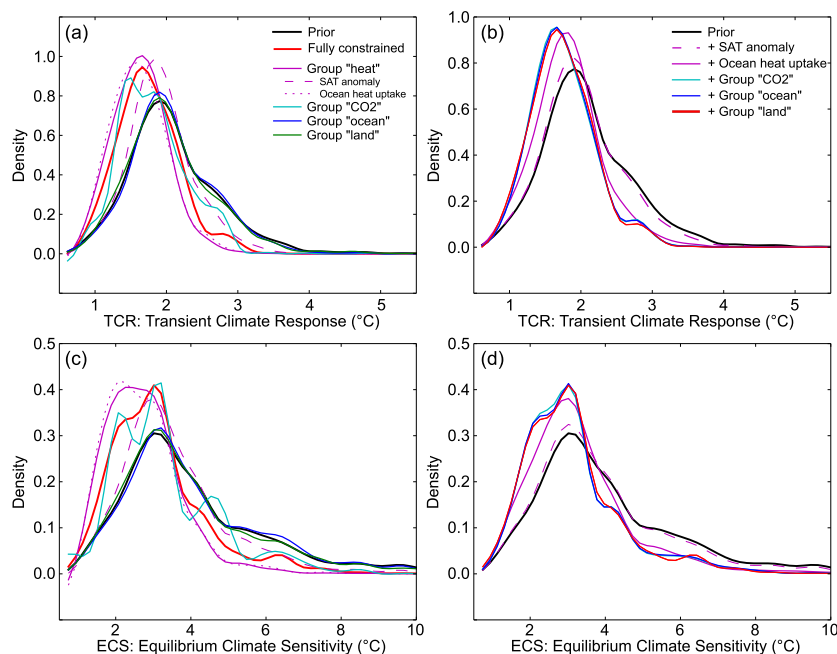 (a)
Prior
Fully constrained
Group "heat"
SAT anomaly
Ocean heat uptake
Group "CO2"
Group "ocean"
Group "land"
Density
1.0
0.8
0.6
0.4
0.2
0.0
1 2 3 4 5
TCR: Transient Climate Response (°C)
(b)
Prior
+ SAT anomaly
+ Ocean heat uptake
+ Group "CO2"
+ Group "ocean"
+ Group "land"
Density
1.0
0.8
0.6
0.4
0.2
0.0
1 2 3 4 5
TCR: Transient Climate Response (°C)
(c)
Density
0.5
0.4
0.3
0.2
0.1
0.0
2 4 6 8 10
ECS: Equilibrium Climate Sensitivity (°C)
(d)
Density
0.5
0.4
0.3
0.2
0.1
0.0
2 4 6 8 10
ECS: Equilibrium Climate Sensitivity (°C)